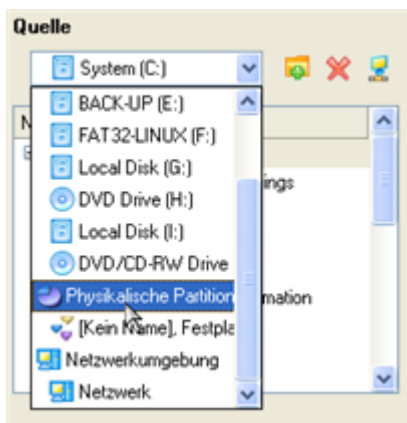 Quelle
System (C:)
BACK-UP (E:)
FAT32-LINUX (F:)
Local Disk (G:)
ings
DVD Drive (H:)
Local Disk (I:)
DVD/CD-RW Drive
Physikalische Partition
mation
[Kein Name], Festpla
Netzwerkumgebung
Netzwerk